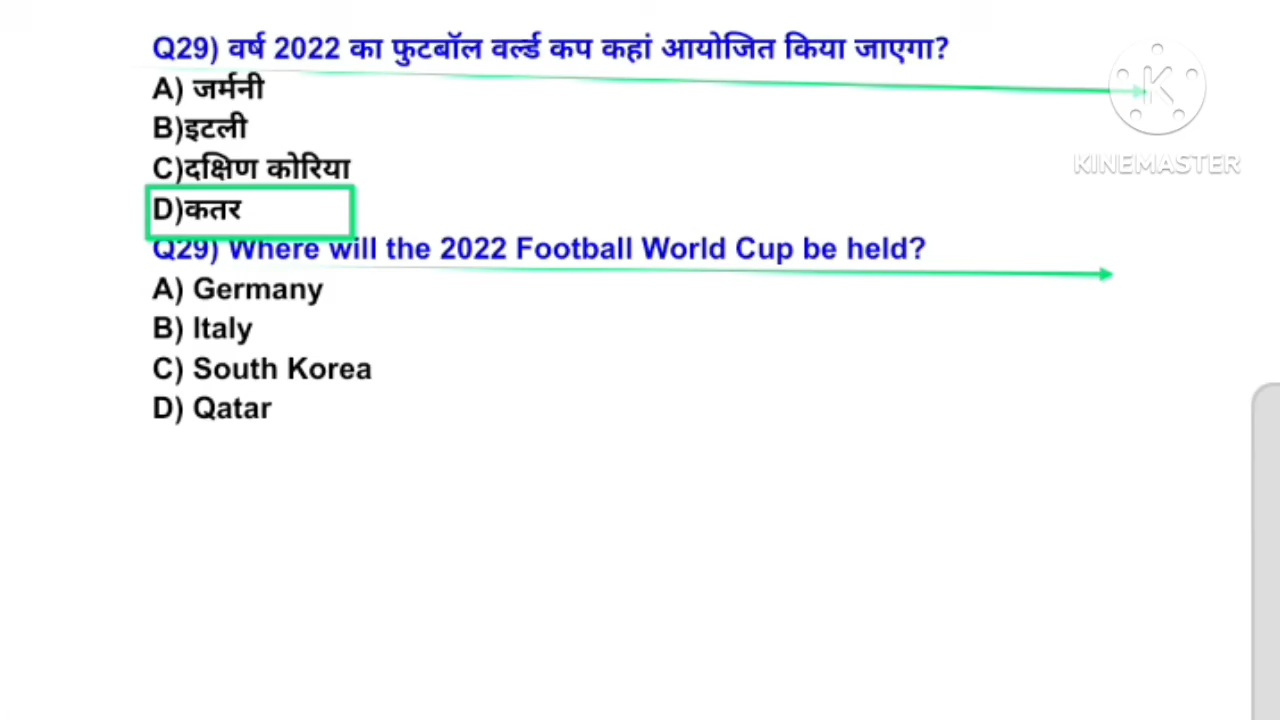 Q29) वर्ष 2022 का फुटबॉल वर्ल्ड कप कहां आयोजित किया जाएगा?
A) जर्मनी
B)इटली
C)दक्षिण कोरिया
D)कतर
Q29) Where will the 2022 Football World Cup be held?
A) Germany
B) Italy
C) South Korea
D) Qatar
K
KINEMASTER